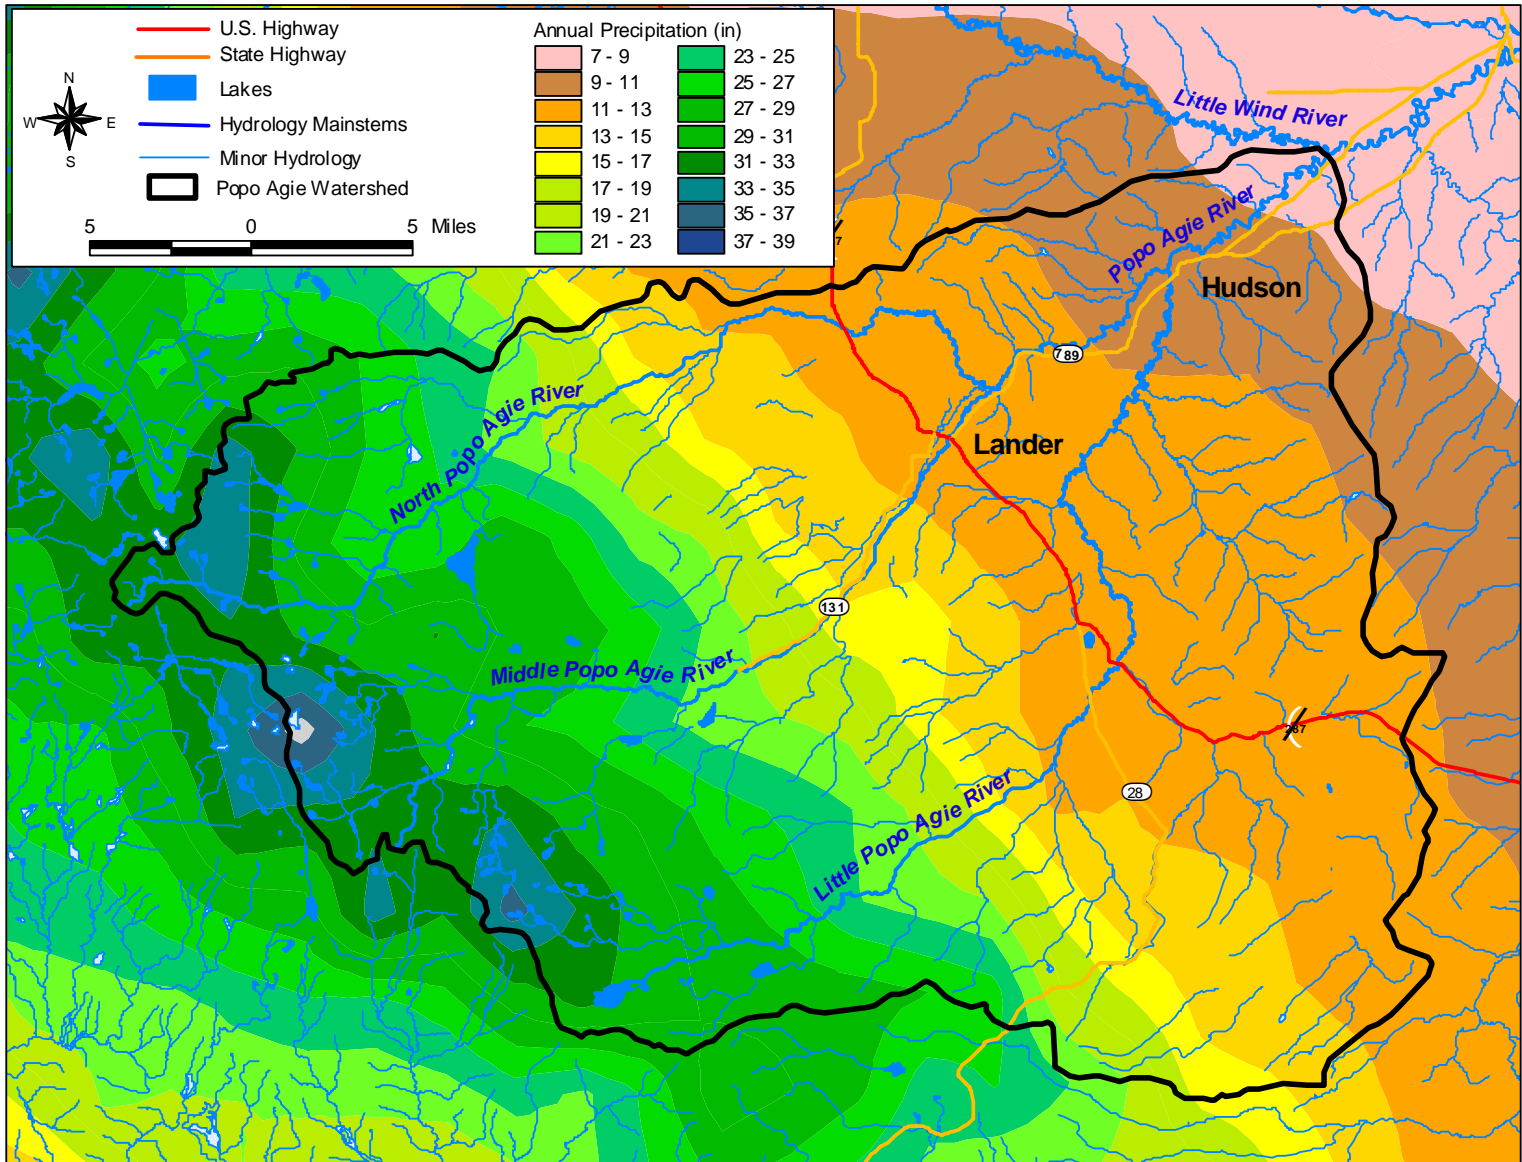 U.S. Highway
State Highway
Lakes
Hydrology Mainstems
Minor Hydrology
Popo Agie Watershed
N
W E
S
5 0 5 Miles
Annual Precipitation (in)
7 - 9
9 - 11
11 - 13
13 - 15
15 - 17
17 - 19
19 - 21
21 - 23
23 - 25
25 - 27
27 - 29
29 - 31
31 - 33
33 - 35
35 - 37
37 - 39
Little Wind River
Popo Agie River
7
Hudson
789
North Popo Agie River
Lander
131
Middle Popo Agie River
287
28
Little Popo Agie River